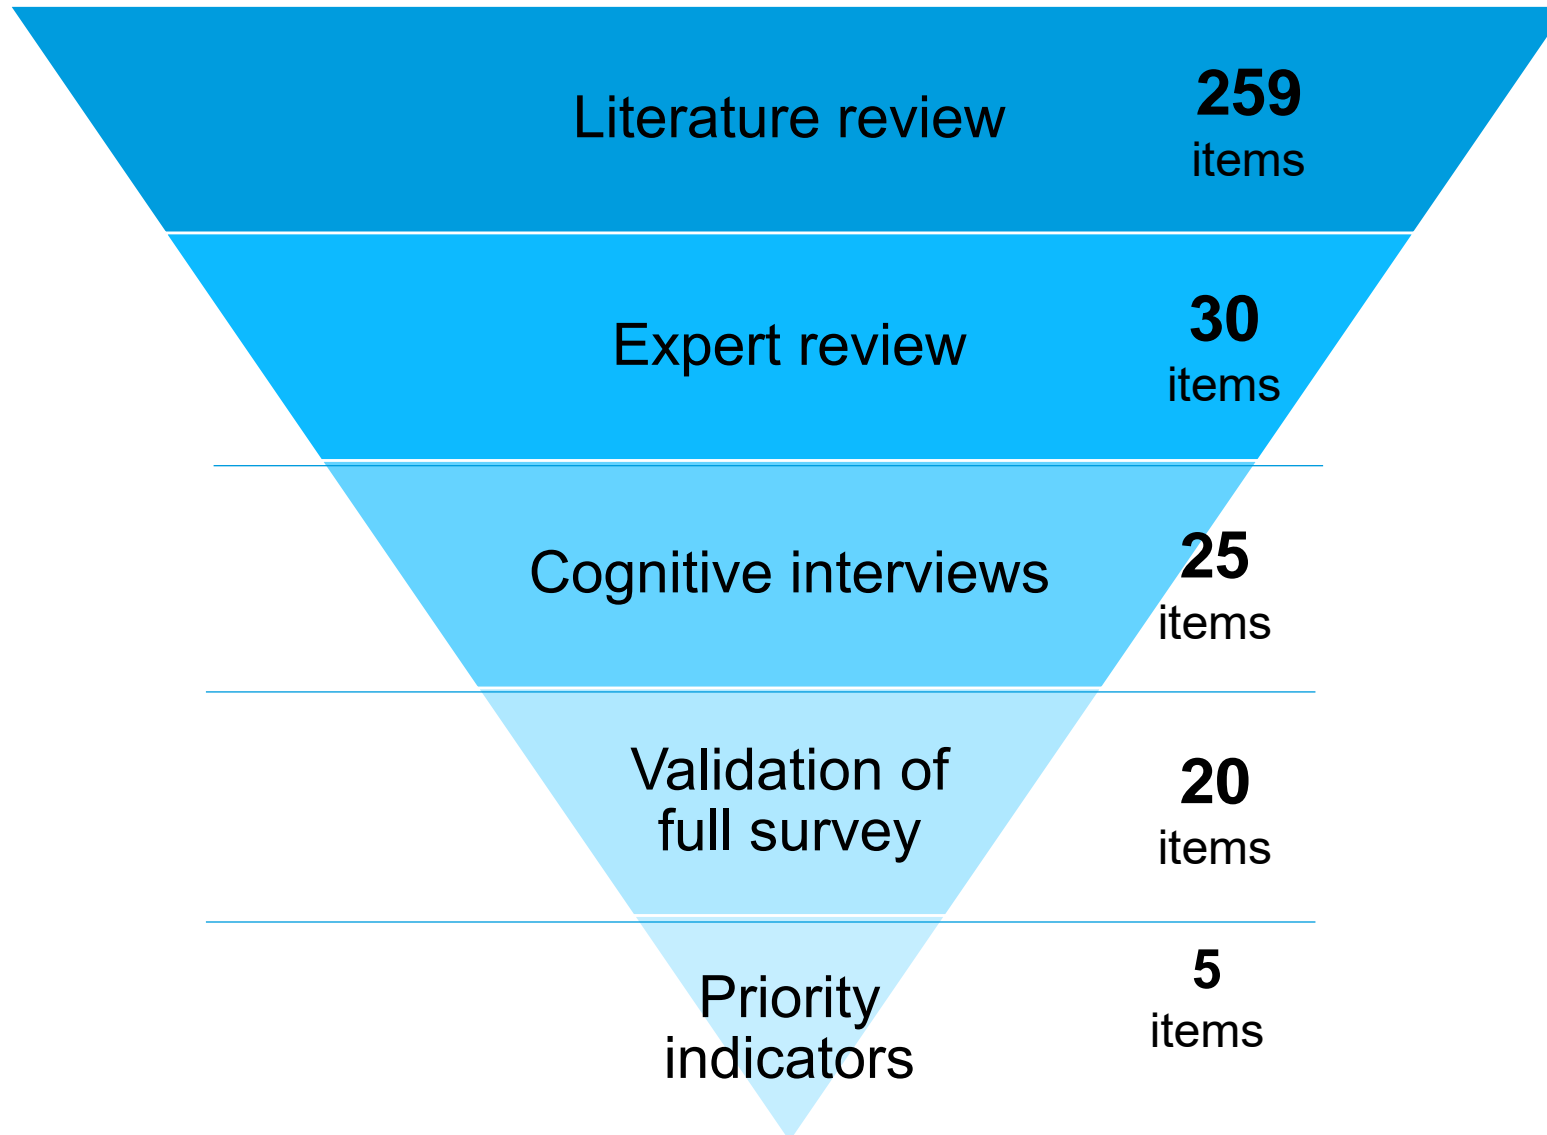 Literature review
259
items
Expert review
30
items
Cognitive interviews
25
items
Validation of
full survey
20
items
Priority
indicators
5
items